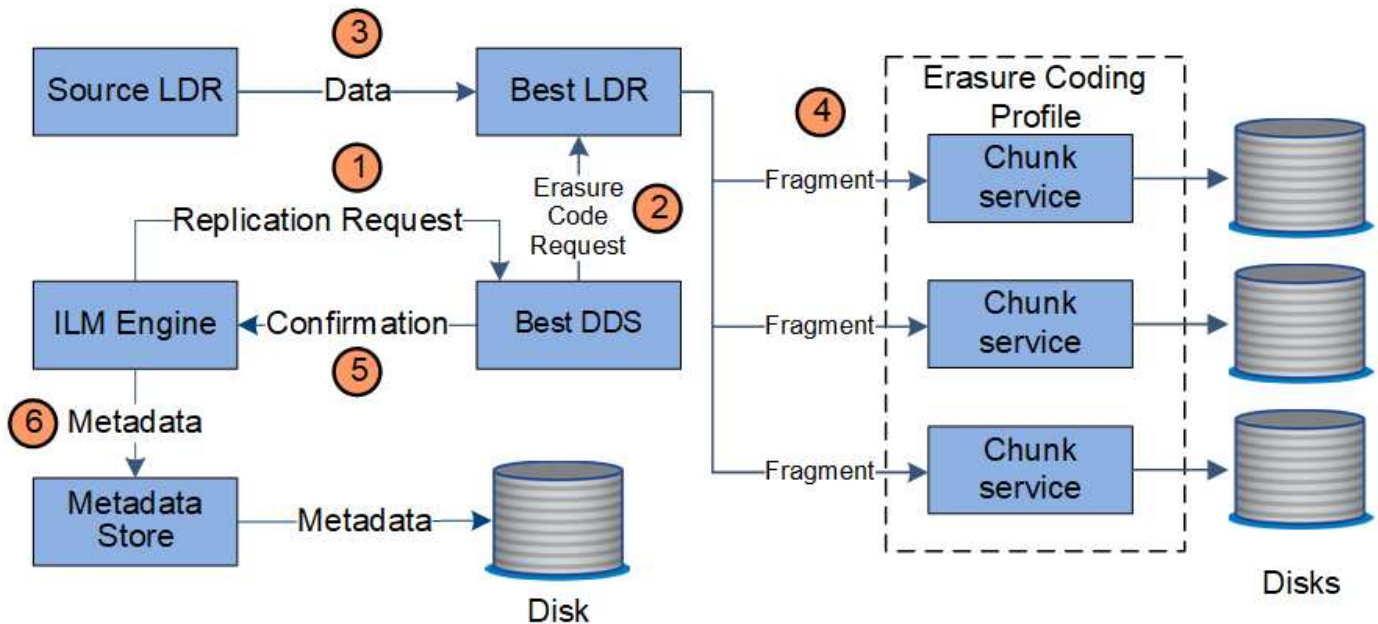 3
Source LDR
Data
Best LDR
1
Replication Request
Erasure
Code
Request
2
ILM Engine
Confirmation
Best DDS
5
6
Metadata
Metadata
Store
Metadata
Disk
4
Erasure Coding
Profile
Fragment
Chunk
service
Fragment
Chunk
service
Fragment
Chunk
service
Disks